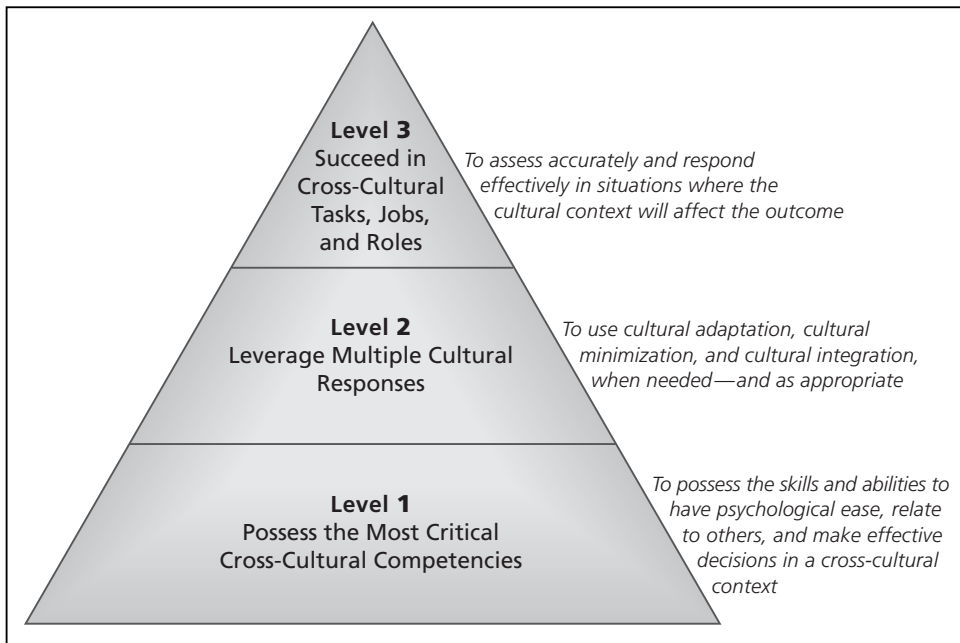 Level 3
Succeed in
Cross-Cultural
Tasks, Jobs,
and Roles
To assess accurately and respond
effectively in situations where the
cultural context will affect the outcome
Level 2
Leverage Multiple Cultural
Responses
To use cultural adaptation, cultural
minimization, and cultural integration,
when needed—and as appropriate
Level 1
Possess the Most Critical
Cross-Cultural Competencies
To possess the skills and abilities to
have psychological ease, relate
to others, and make effective
decisions in a cross-cultural
context